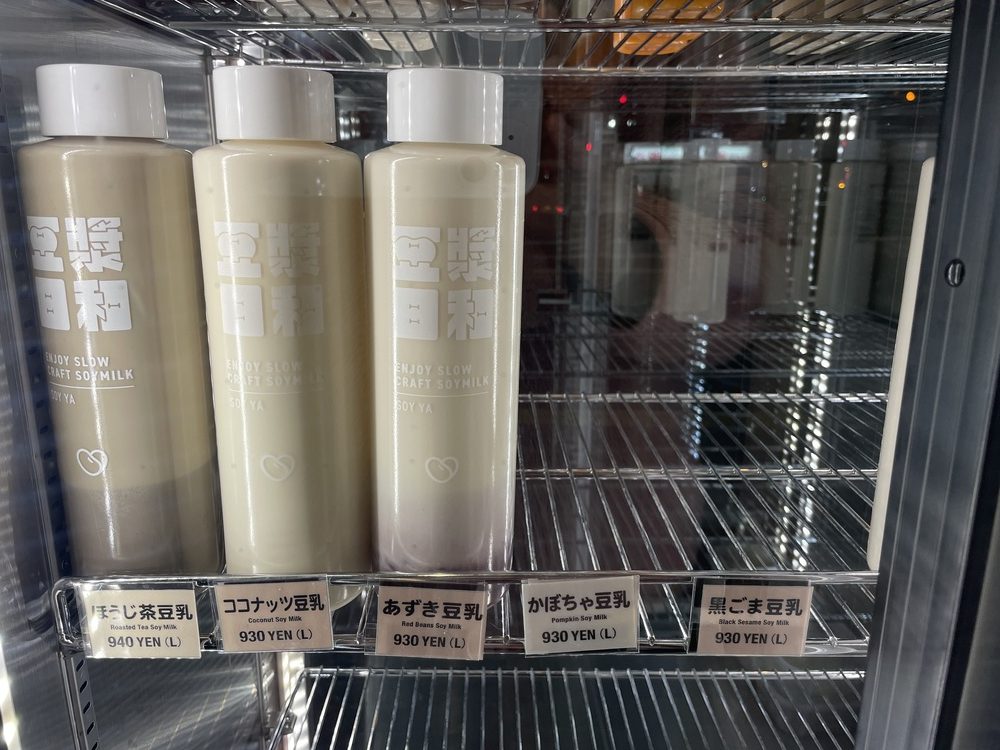 豆漿
日和
ENJOY SLOW
CRAFT SOYMILK
SOY YA
豆漿
日和
ENJOY SLOW
CRAFT SOYMILK
SOY YA
豆漿
日和
ENJOY SLOW
CRAFT SOYMILK
SOY YA
ほうじ茶豆乳
Roasted Tea Soy Milk
940 YEN (L)
ココナッツ豆乳
Coconut Soy Milk
930 YEN (L)
あずき豆乳
Red Beans Soy Milk
930 YEN (L)
かぼちゃ豆乳
Pompkin Soy Milk
930 YEN (L)
黒ごま豆乳
Black Sesame Soy Milk
930 YEN (L)